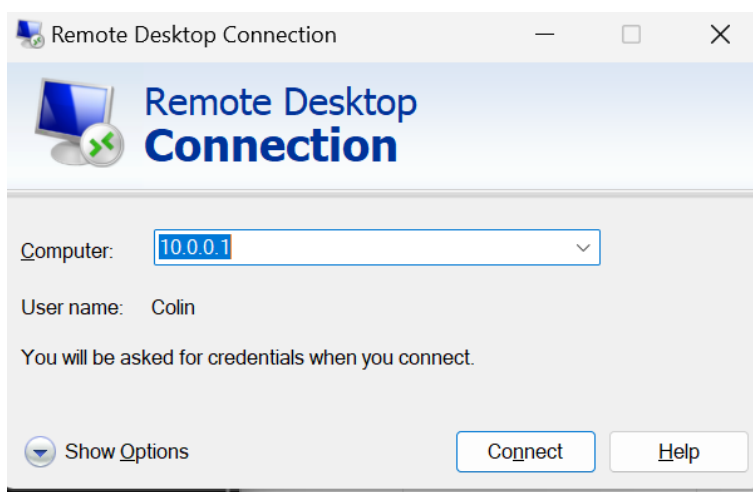 Remote Desktop Connection
Remote Desktop
Connection
Computer: 10.0.0.1
User name: Colin
You will be asked for credentials when you connect.
Show Options Connect Help